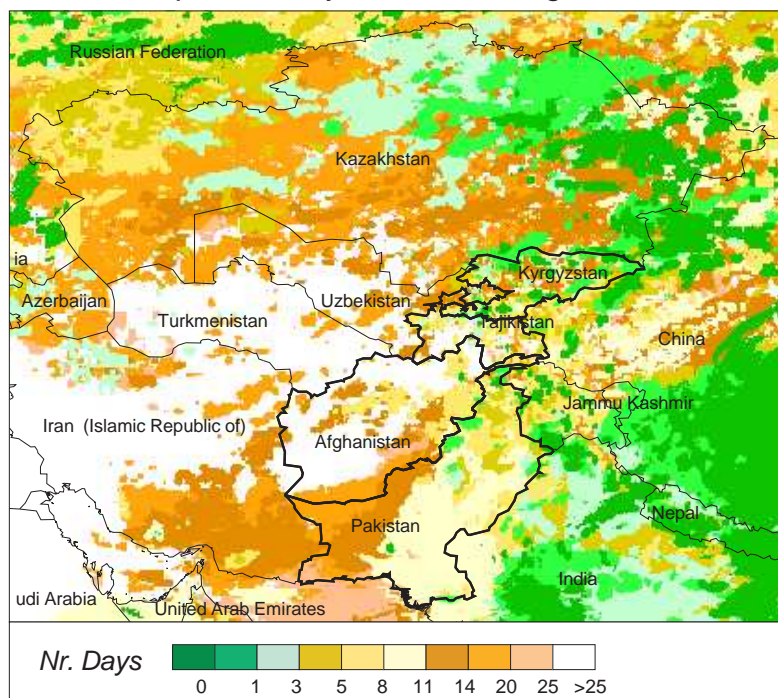 Russian Federation
Kazakhstan
ia
Kyrgyzstan
Azerbaijan
Uzbekistan
Turkmenistan
Tajikistan
China
Jammu Kashmir
Iran (Islamic Republic of)
Afghanistan
Pakistan
Nepal
India
udi Arabia
United Arab Emirates
Nr. Days
0 1 3 5 8 11 14 20 25 >25